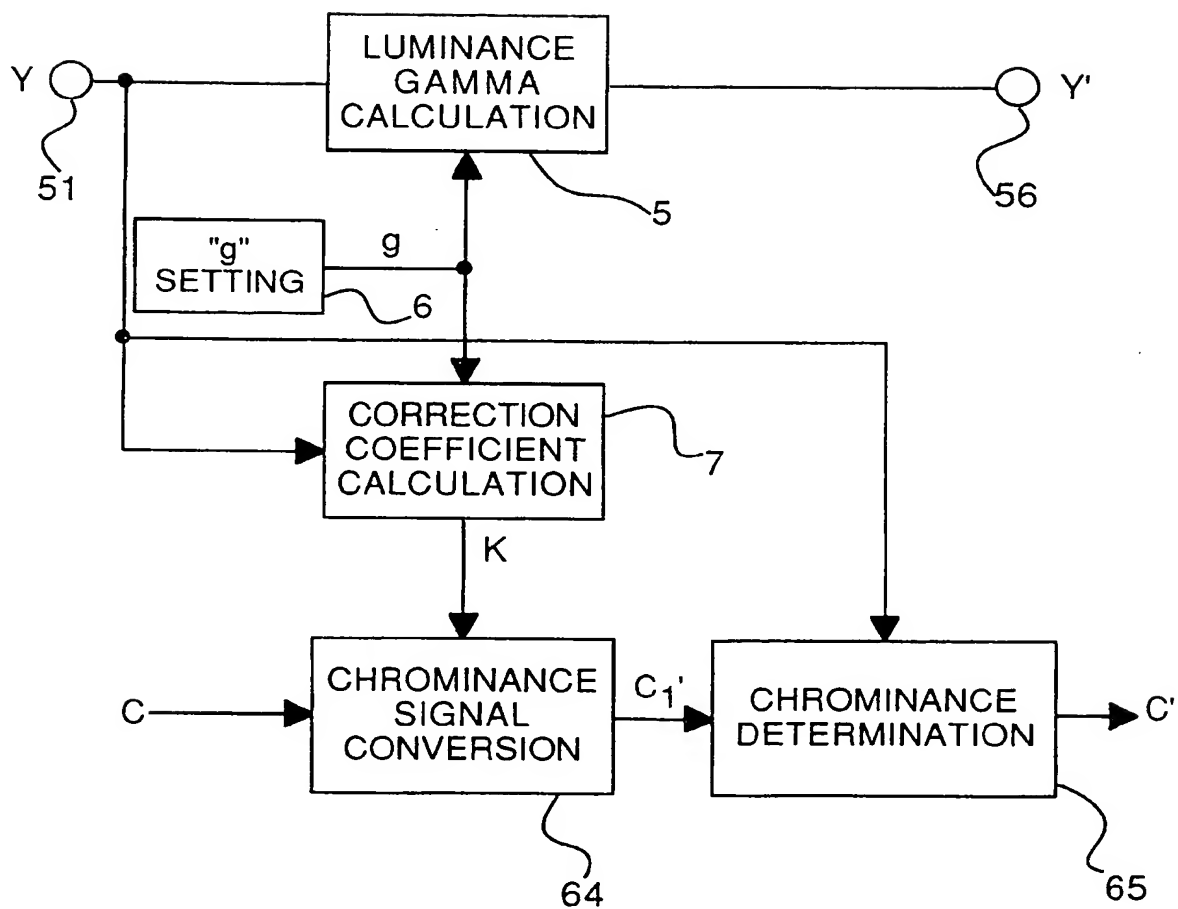 LUMINANCE
GAMMA
CALCULATION
Y
Y'
51
5
56
"g"
SETTING
g
6
CORRECTION
COEFFICIENT
CALCULATION
7
K
CHROMINANCE
SIGNAL
CONVERSION
C
C1'
CHROMINANCE
DETERMINATION
C'
64
65